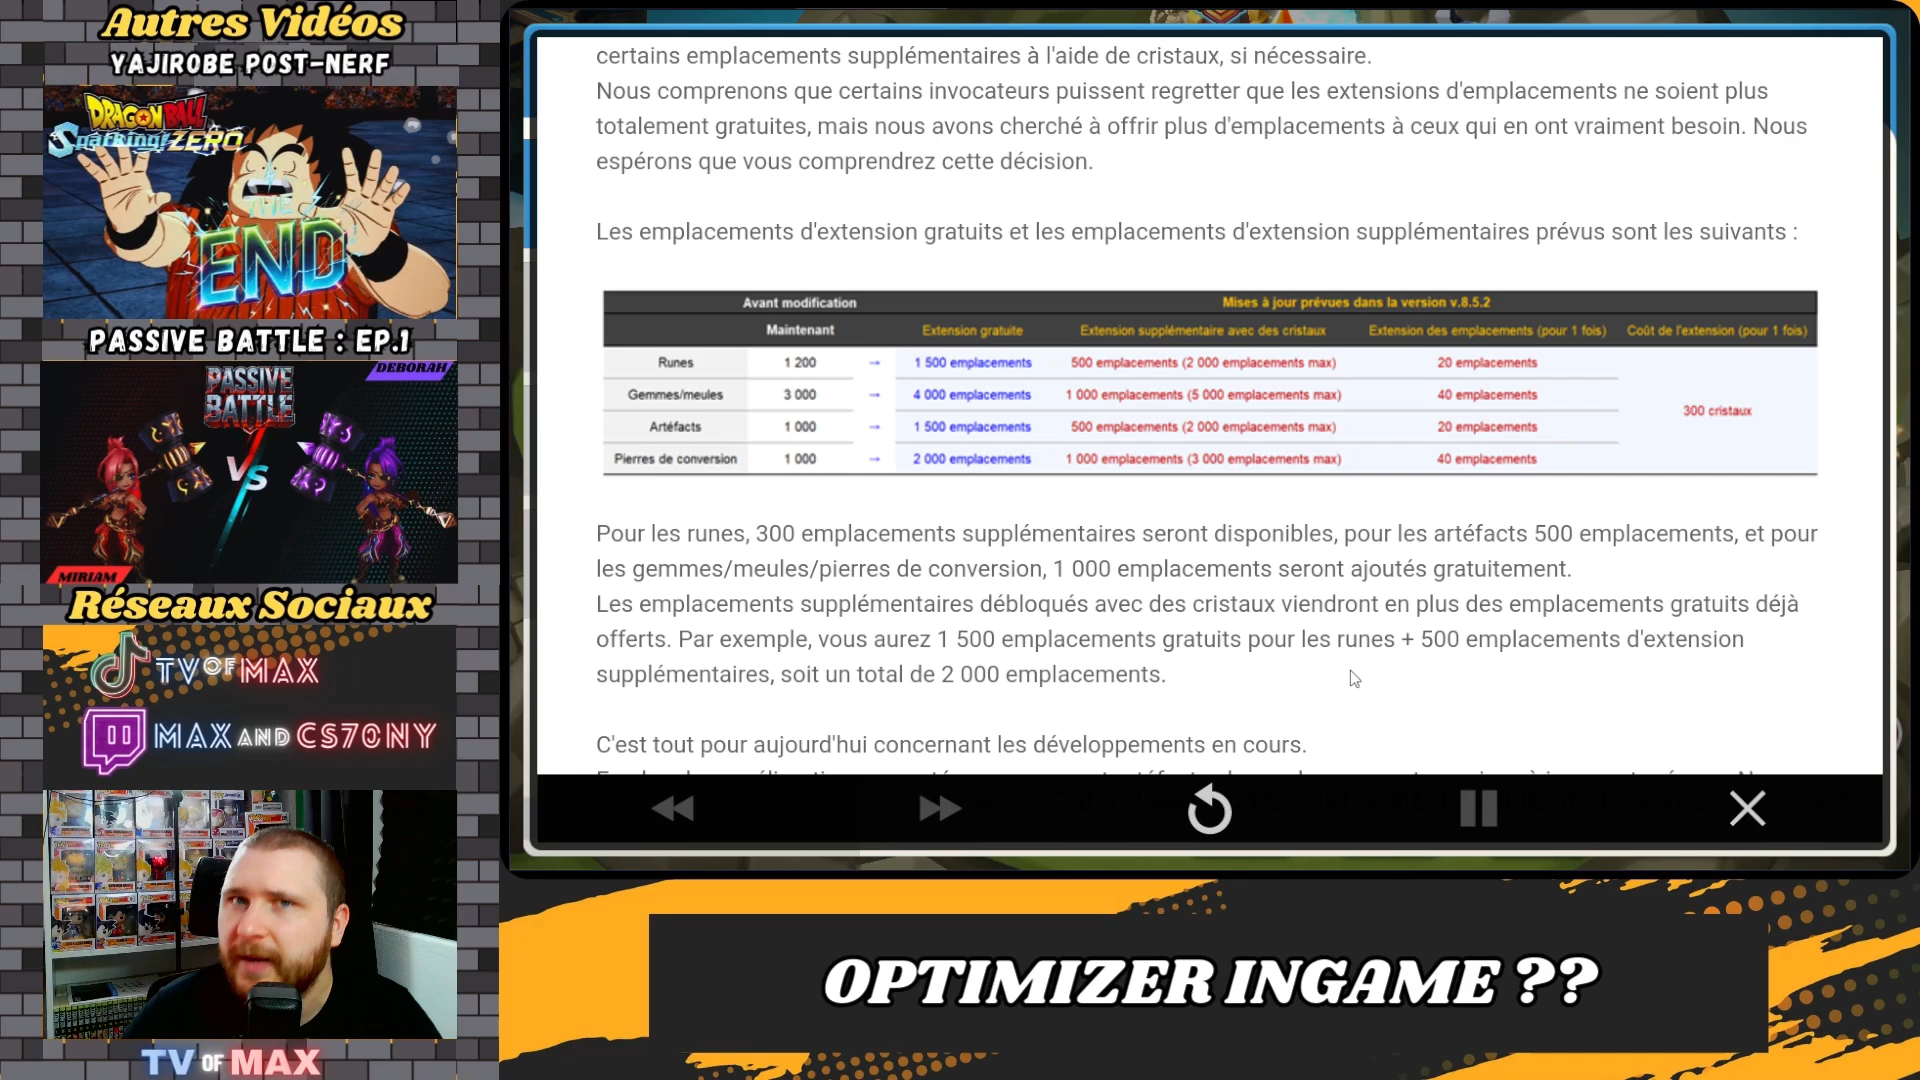 Autres Vidéos
YAJIROBE POST-NERF
DRAGON BALL
Sparking! ZERO
THE
END
PASSIVE BATTLE : EP.1
DEBORAH
PASSIVE
BATTLE
VS
MIRIAM
Réseaux Sociaux
TV OF MAX
MAX AND CS70NY
TV OF MAX
certains emplacements supplémentaires à l'aide de cristaux, si nécessaire.
Nous comprenons que certains invocateurs puissent regretter que les extensions d'emplacements ne soient plus
totalement gratuites, mais nous avons cherché à offrir plus d'emplacements à ceux qui en ont vraiment besoin. Nous
espérons que vous comprendrez cette décision.
Les emplacements d'extension gratuits et les emplacements d'extension supplémentaires prévus sont les suivants :
Avant modification Mises à jour prévues dans la version v.8.5.2
Maintenant Extension gratuite Extension supplémentaire avec des cristaux Extension des emplacements (pour 1 fois) Coût de l'extension (pour 1 fois)
Runes 1 200 → 1 500 emplacements 500 emplacements (2 000 emplacements max) 20 emplacements
Gemmes/meules 3 000 → 4 000 emplacements 1 000 emplacements (5 000 emplacements max) 40 emplacements
300 cristaux
Artéfacts 1 000 → 1 500 emplacements 500 emplacements (2 000 emplacements max) 20 emplacements
Pierres de conversion 1 000 → 2 000 emplacements 1 000 emplacements (3 000 emplacements max) 40 emplacements
Pour les runes, 300 emplacements supplémentaires seront disponibles, pour les artéfacts 500 emplacements, et pour
les gemmes/meules/pierres de conversion, 1 000 emplacements seront ajoutés gratuitement.
Les emplacements supplémentaires débloqués avec des cristaux viendront en plus des emplacements gratuits déjà
offerts. Par exemple, vous aurez 1 500 emplacements gratuits pour les runes + 500 emplacements d'extension
supplémentaires, soit un total de 2 000 emplacements.
C'est tout pour aujourd'hui concernant les développements en cours.
OPTIMIZER INGAME ??